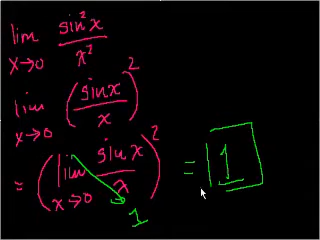 lim sin²x / x²
x→0
lim (sinx / x)²
x→0
= (lim sinx / x)² = 1
x→0 1